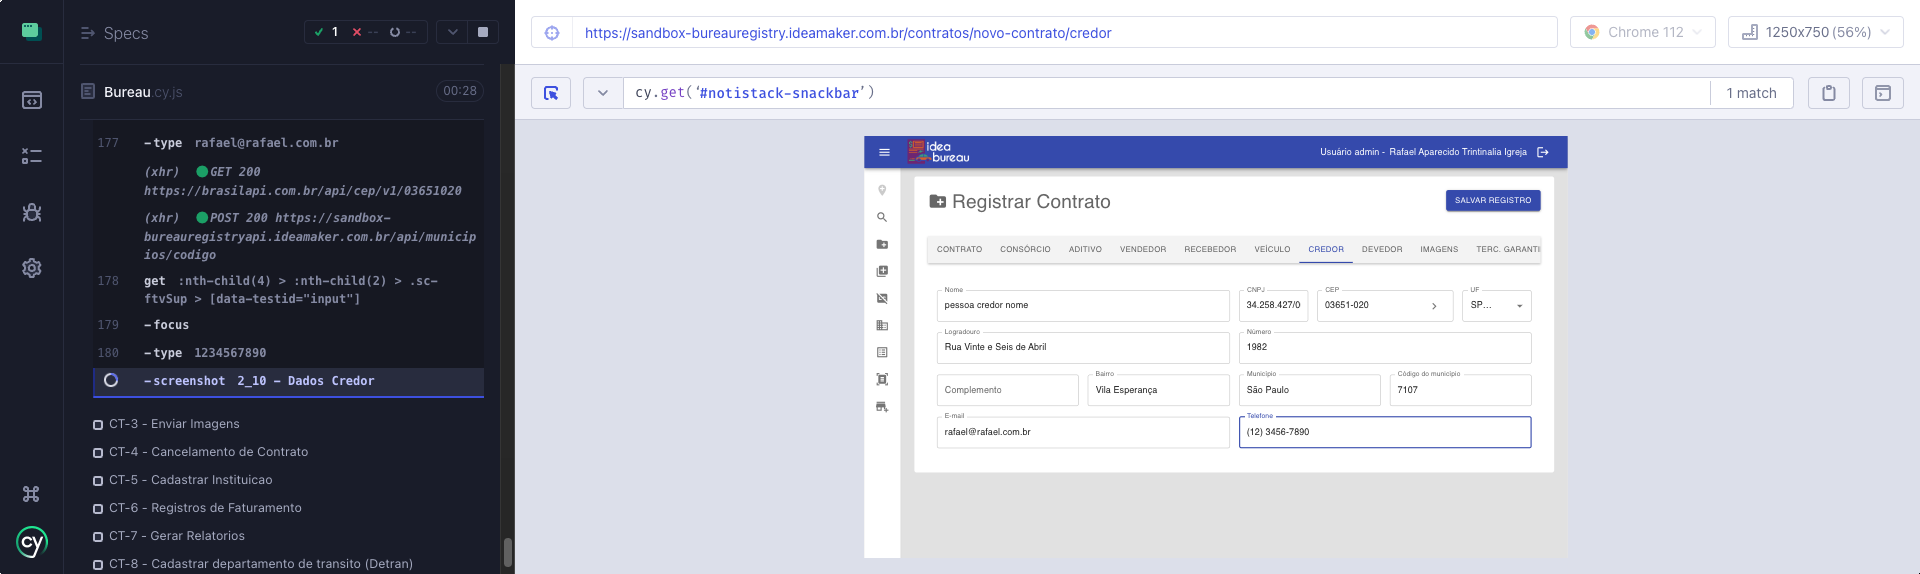 Specs
1
--
--
https://sandbox-bureauregistry.ideamaker.com.br/contratos/novo-contrato/credor
Chrome 112
1250x750 (56%)
Bureau.cy.js
00:28
cy.get('#notistack-snackbar')
1 match
177 -type rafael@rafael.com.br
(xhr) GET 200
https://brasilapi.com.br/api/cep/v1/03651020
(xhr) POST 200 https://sandbox-
bureauregistryapi.ideamaker.com.br/api/municip
ios/codigo
178 get :nth-child(4) > :nth-child(2) > .sc-
ftvSup > [data-testid="input"]
179 -focus
180 -type 1234567890
-screenshot 2_10 - Dados Credor
CT-3 - Enviar Imagens
CT-4 - Cancelamento de Contrato
CT-5 - Cadastrar Instituicao
CT-6 - Registros de Faturamento
CT-7 - Gerar Relatorios
CT-8 - Cadastrar departamento de transito (Detran)
cy
idea
bureau
Usuário admin - Rafael Aparecido Trintinalia Igreja
Registrar Contrato
SALVAR REGISTRO
CONTRATO CONSÓRCIO ADITIVO VENDEDOR RECEBEDOR VEÍCULO CREDOR DEVEDOR IMAGENS TERC. GARANTI
Nome CNPJ CEP UF
pessoa credor nome 34.258.427/0 03651-020 SP...
Logradouro Número
Rua Vinte e Seis de Abril 1982
Bairro Município Código do município
Complemento Vila Esperança São Paulo 7107
E-mail Telefone
rafael@rafael.com.br (12) 3456-7890